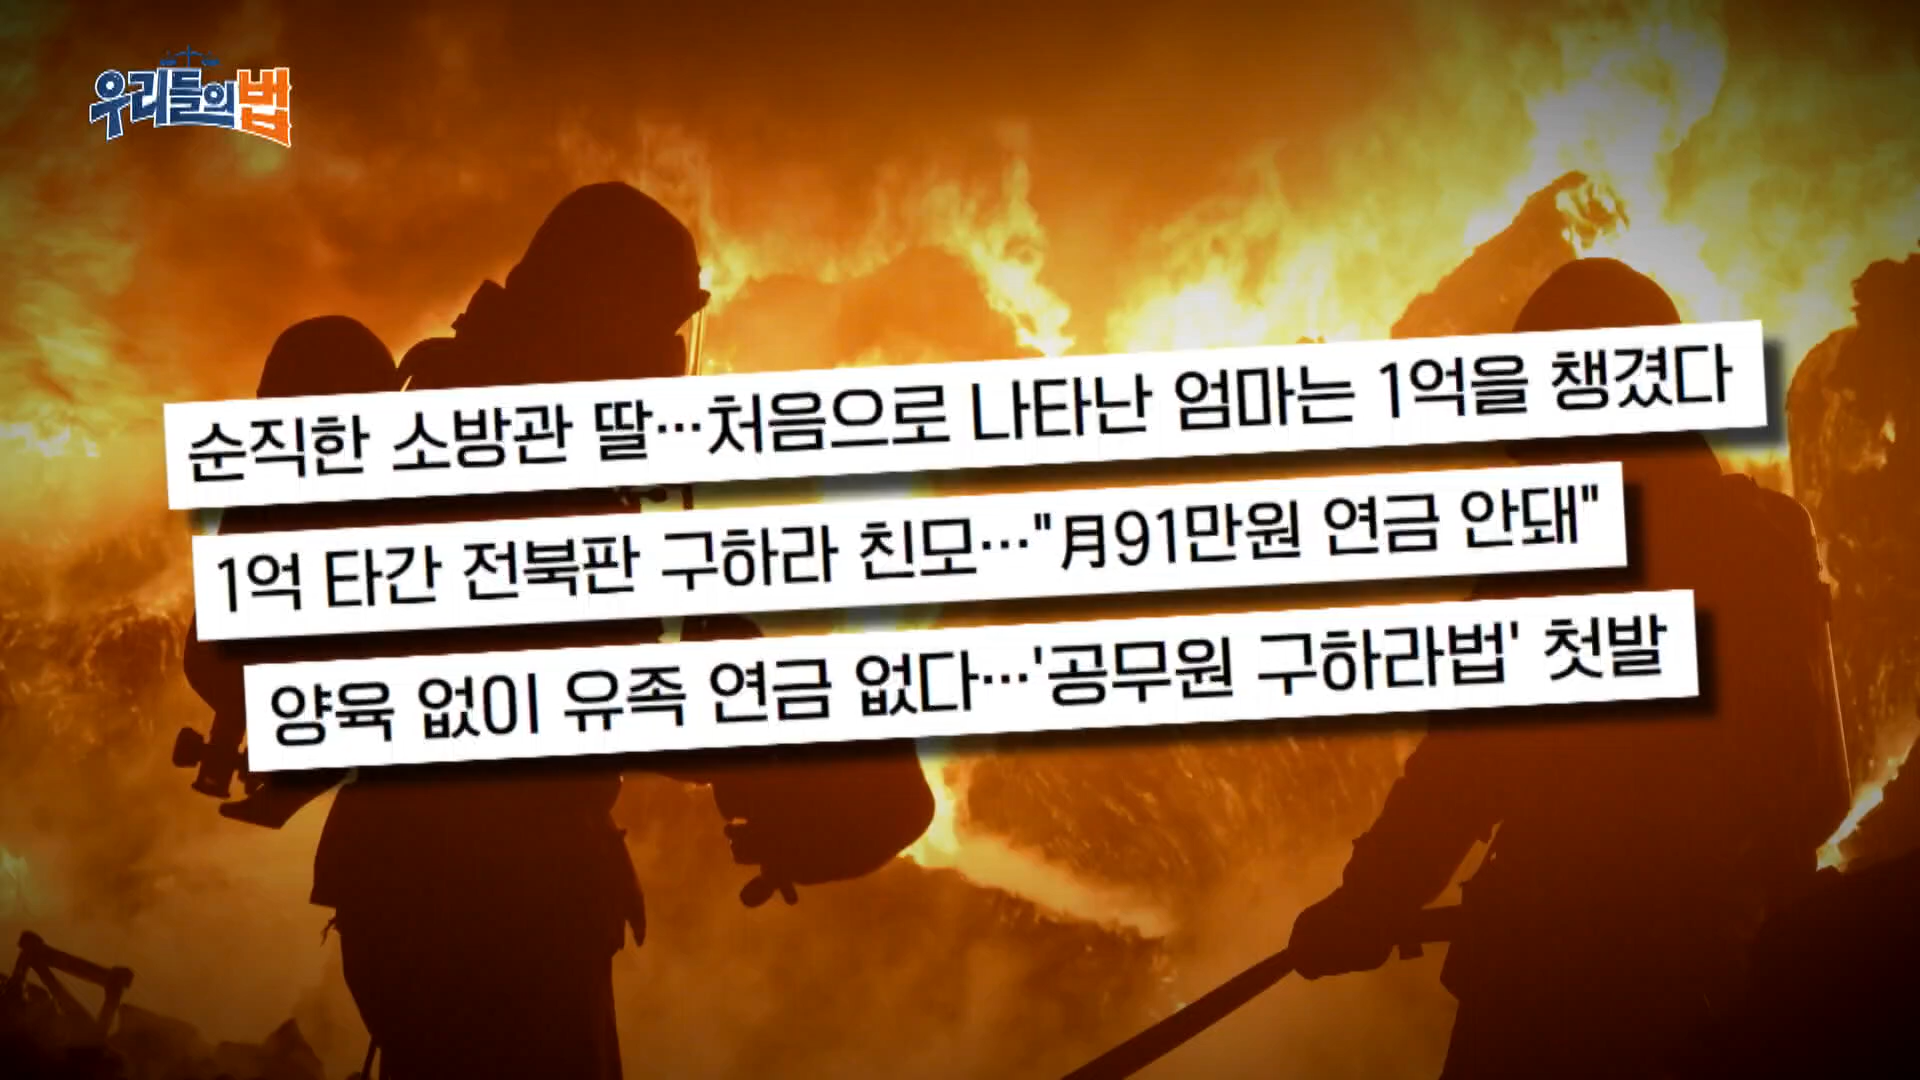 우리들의 법
순직한 소방관 딸…처음으로 나타난 엄마는 1억을 챙겼다
1억 타간 전북판 구하라 친모…"月91만원 연금 안돼"
양육 없이 유족 연금 없다…'공무원 구하라법' 첫발